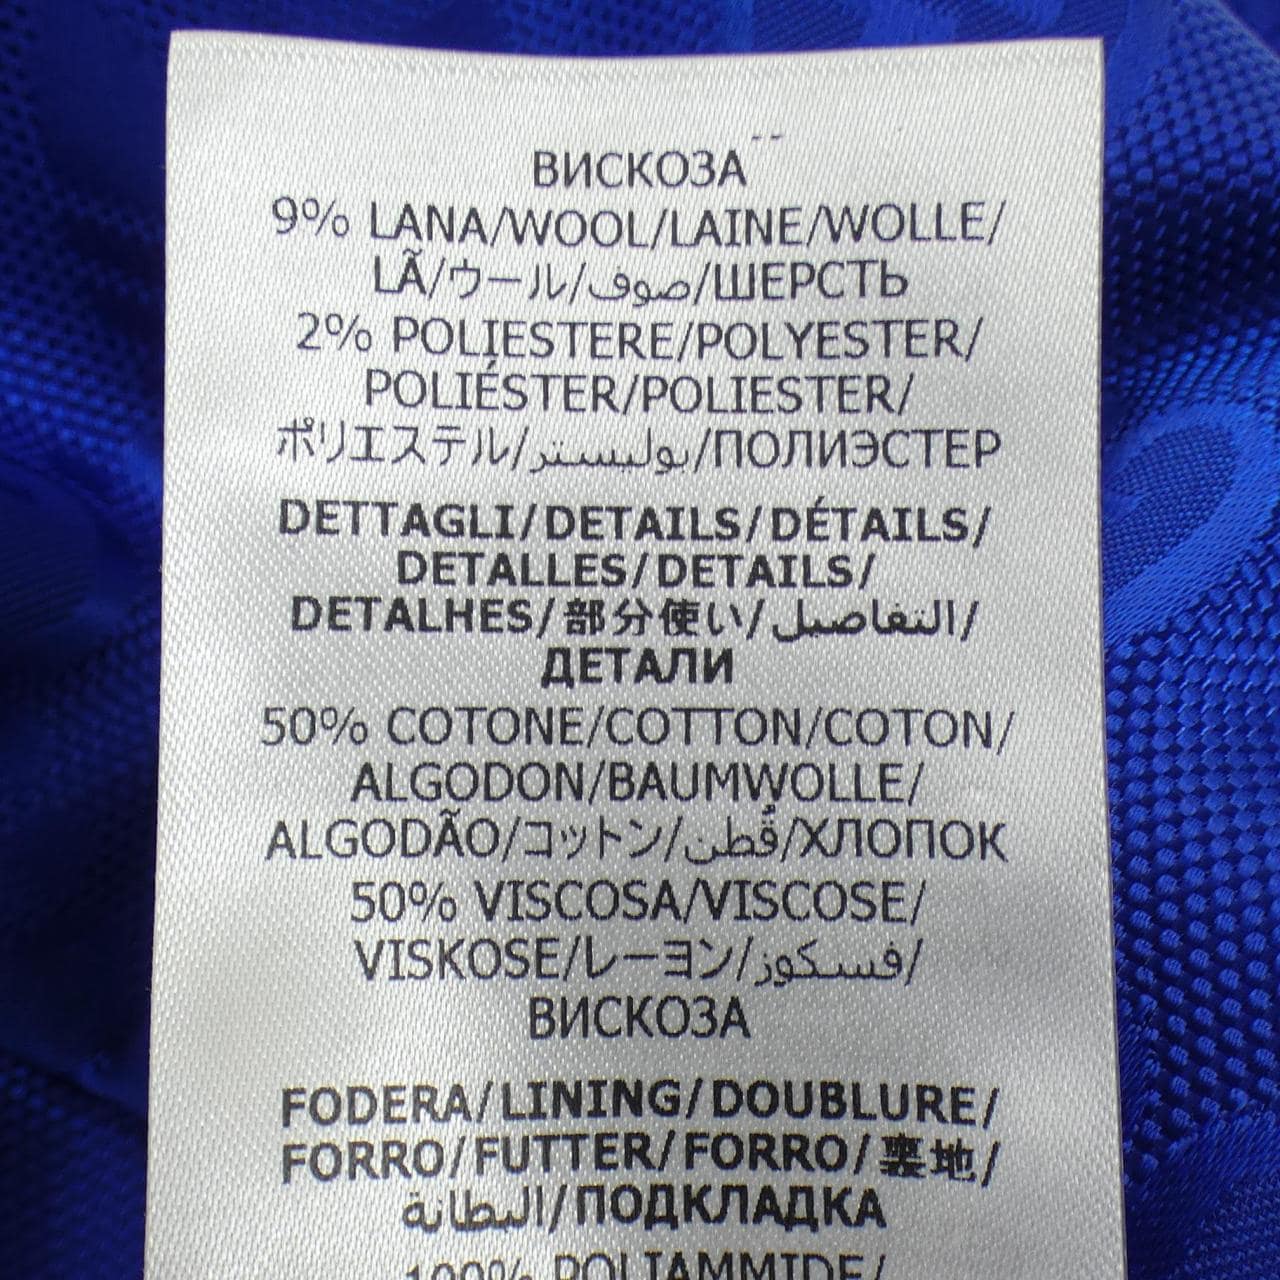 ВИСКОЗА
9% LANA/WOOL/LAINE/WOLLE/
LÃ/ウール/صوف/ШЕРСТЬ
2% POLIESTERE/POLYESTER/
POLIÉSTER/POLIESTER/
ポリエステル/بوليستر/ПОЛИЭСТЕР
DETTAGLI/DETAILS/DÉTAILS/
DETALLES/DETAILS/
DETALHES/部分使い/التفاصيل/
ДЕТАЛИ
50% COTONE/COTTON/COTON/
ALGODON/BAUMWOLLE/
ALGODÃO/コットン/قُطن/ХЛОПОК
50% VISCOSA/VISCOSE/
VISKOSE/レーヨン/فسكوز/
ВИСКОЗА
FODERA/LINING/DOUBLURE/
FORRO/FUTTER/FORRO/裏地/
البطانة/ПОДКЛАДКА
100% POLIAMMIDE/